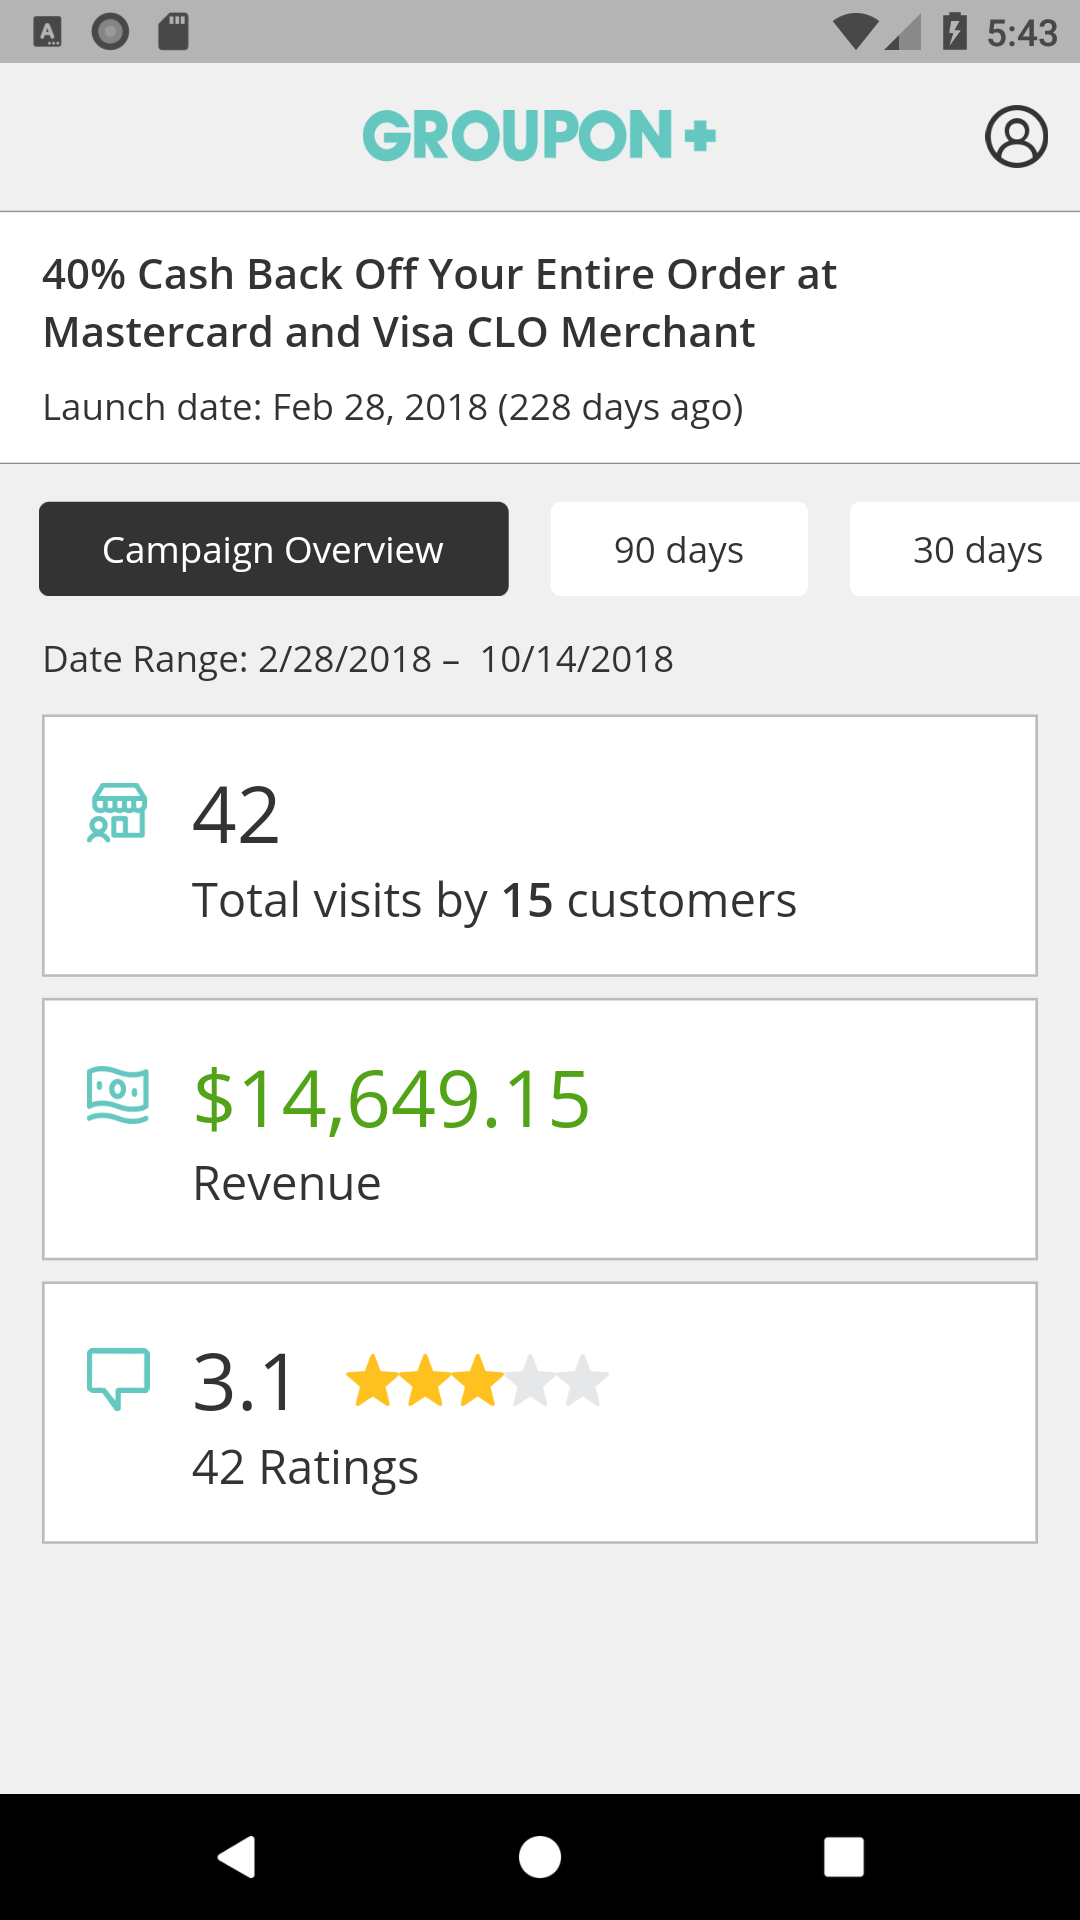 5:43
GROUPON +
40% Cash Back Off Your Entire Order at
Mastercard and Visa CLO Merchant
Launch date: Feb 28, 2018 (228 days ago)
Campaign Overview
90 days
30 days
Date Range: 2/28/2018 – 10/14/2018
42
Total visits by 15 customers
$14,649.15
Revenue
3.1
42 Ratings